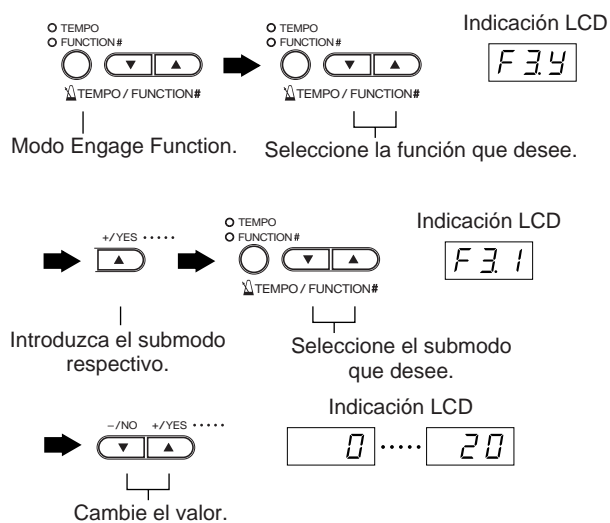 TEMPO
FUNCTION#
TEMPO / FUNCTION#
Modo Engage Function.
TEMPO
FUNCTION#
TEMPO / FUNCTION#
Seleccione la función que desee.
Indicación LCD
F 3.Y
+/YES ·····
Introduzca el submodo
respectivo.
TEMPO
FUNCTION#
TEMPO / FUNCTION#
Seleccione el submodo
que desee.
Indicación LCD
F 3. 1
–/NO +/YES ·····
Cambie el valor.
Indicación LCD
0 ····· 20